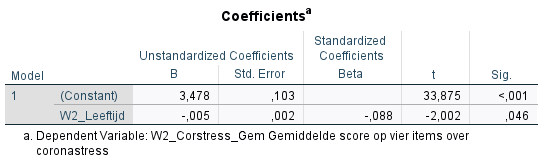 Coefficientsa
Unstandardized Coefficients Standardized Coefficients
Model B Std. Error Beta t Sig.
1 (Constant) 3,478 ,103 33,875 <,001
W2_Leeftijd -,005 ,002 -,088 -2,002 ,046
a. Dependent Variable: W2_Corstress_Gem Gemiddelde score op vier items over
coronastress